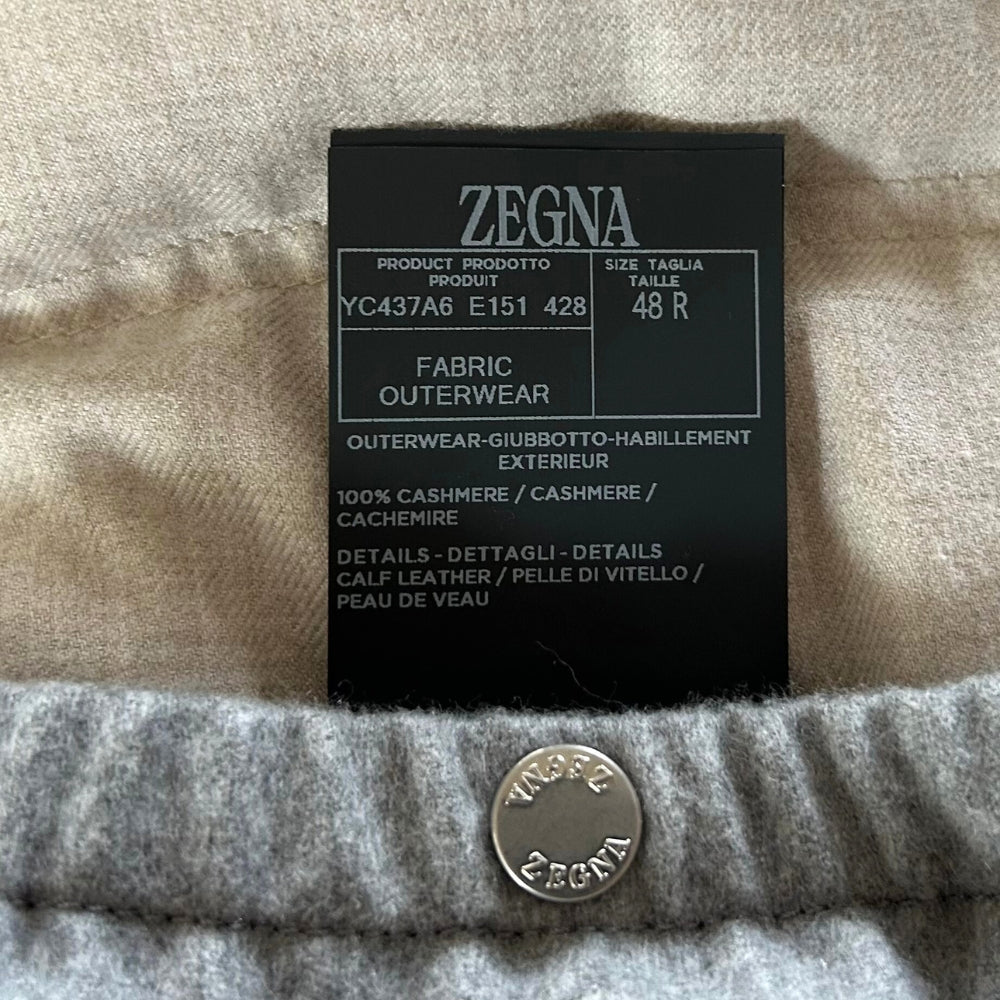 ZEGNA
PRODUCT PRODOTTO
PRODUIT
YC437A6 E151 428
SIZE TAGLIA
TAILLE
48 R
FABRIC
OUTERWEAR
OUTERWEAR-GIUBBOTTO-HABILLEMENT
EXTERIEUR
100% CASHMERE / CASHMERE /
CACHEMIRE
DETAILS - DETTAGLI - DETAILS
CALF LEATHER / PELLE DI VITELLO /
PEAU DE VEAU
ZEGNA
ZEGNA